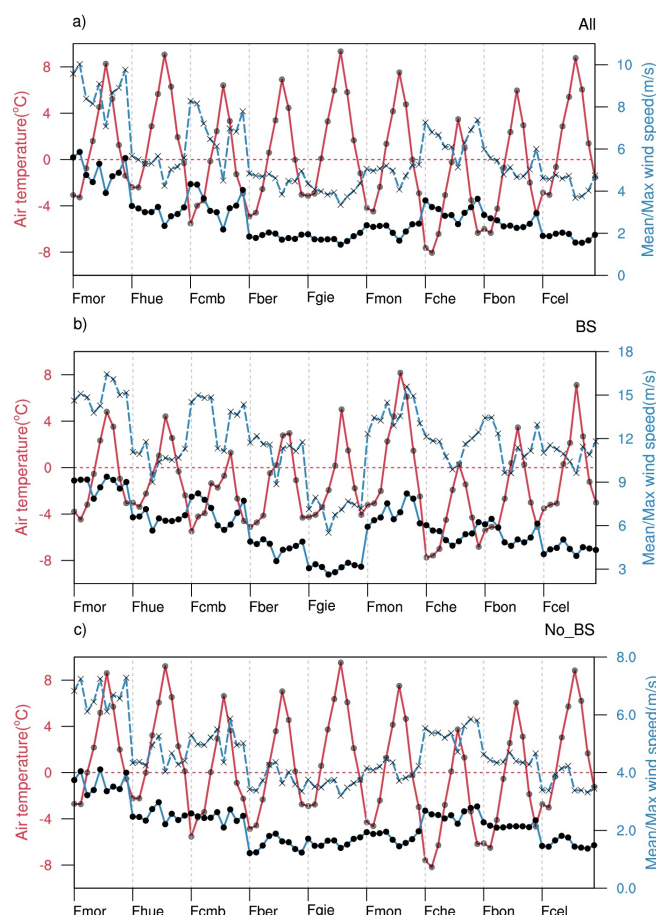 a)
All
8
4
0
-4
-8
Air temperature(°C)
10
8
6
4
2
0
Mean/Max wind speed(m/s)
Fmor Fhue Fcmb Fber Fgie Fmon Fche Fbon Fcel
b)
BS
8
4
0
-4
-8
Air temperature(°C)
18
15
12
9
6
3
Mean/Max wind speed(m/s)
Fmor Fhue Fcmb Fber Fgie Fmon Fche Fbon Fcel
c)
No_BS
8
4
0
-4
-8
Air temperature(°C)
8.0
6.0
4.0
2.0
0.0
Mean/Max wind speed(m/s)
Fmor Fhue Fcmb Fber Fgie Fmon Fche Fbon Fcel